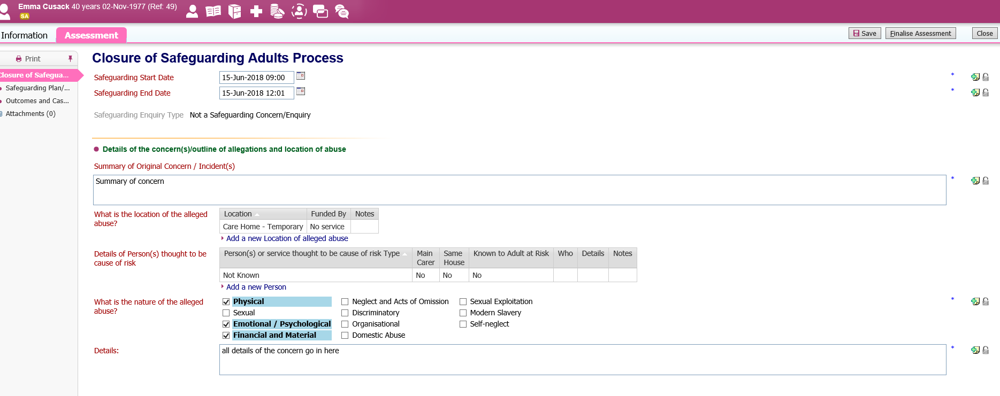 Emma Cusack 40 years 02-Nov-1977 (Ref: 49)
SA
Information
Assessment
Save
Finalise Assessment
Close
Print
Closure of Safegua...
Safeguarding Plan/...
Outcomes and Cas...
Attachments (0)
Closure of Safeguarding Adults Process
Safeguarding Start Date 15-Jun-2018 09:00 *
Safeguarding End Date 15-Jun-2018 12:01 *
Safeguarding Enquiry Type Not a Safeguarding Concern/Enquiry
Details of the concern(s)/outline of allegations and location of abuse
Summary of Original Concern / Incident(s)
Summary of concern *
What is the location of the alleged
abuse?
Location Funded By Notes
Care Home - Temporary No service
Add a new Location of alleged abuse
Details of Person(s) thought to be
cause of risk
Person(s) or service thought to be cause of risk Type Main Same Known to Adult at Risk Who Details Notes
Carer House
Not Known No No No
Add a new Person
What is the nature of the alleged
abuse?
Physical Neglect and Acts of Omission Sexual Exploitation *
Sexual Discriminatory Modern Slavery
Emotional / Psychological Organisational Self-neglect
Financial and Material Domestic Abuse
Details: all details of the concern go in here *